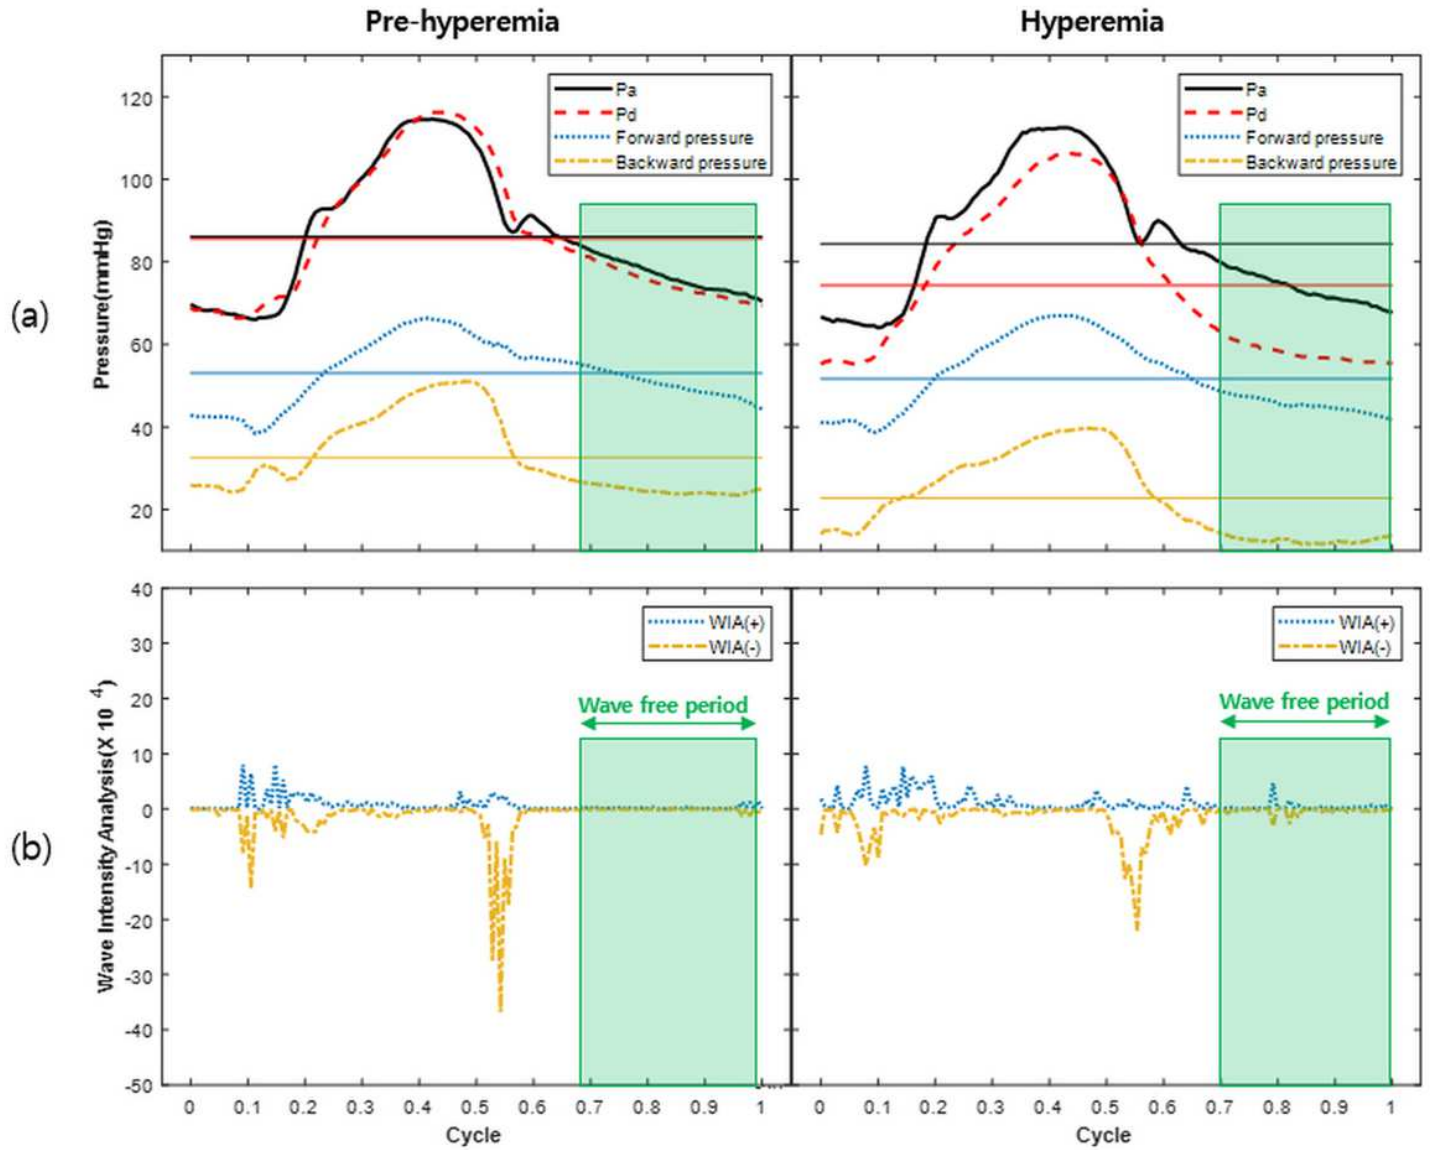 Pre-hyperemia
Hyperemia
(a)
Pressure(mmHg)
120
100
80
60
40
20
Pa
Pd
Forward pressure
Backward pressure
Pa
Pd
Forward pressure
Backward pressure
(b)
Wave Intensity Analysis(X 10 4)
40
30
20
10
0
-10
-20
-30
-40
-50
WIA(+)
WIA(-)
Wave free period
WIA(+)
WIA(-)
Wave free period
0 0.1 0.2 0.3 0.4 0.5 0.6 0.7 0.8 0.9 1
0 0.1 0.2 0.3 0.4 0.5 0.6 0.7 0.8 0.9 1
Cycle
Cycle